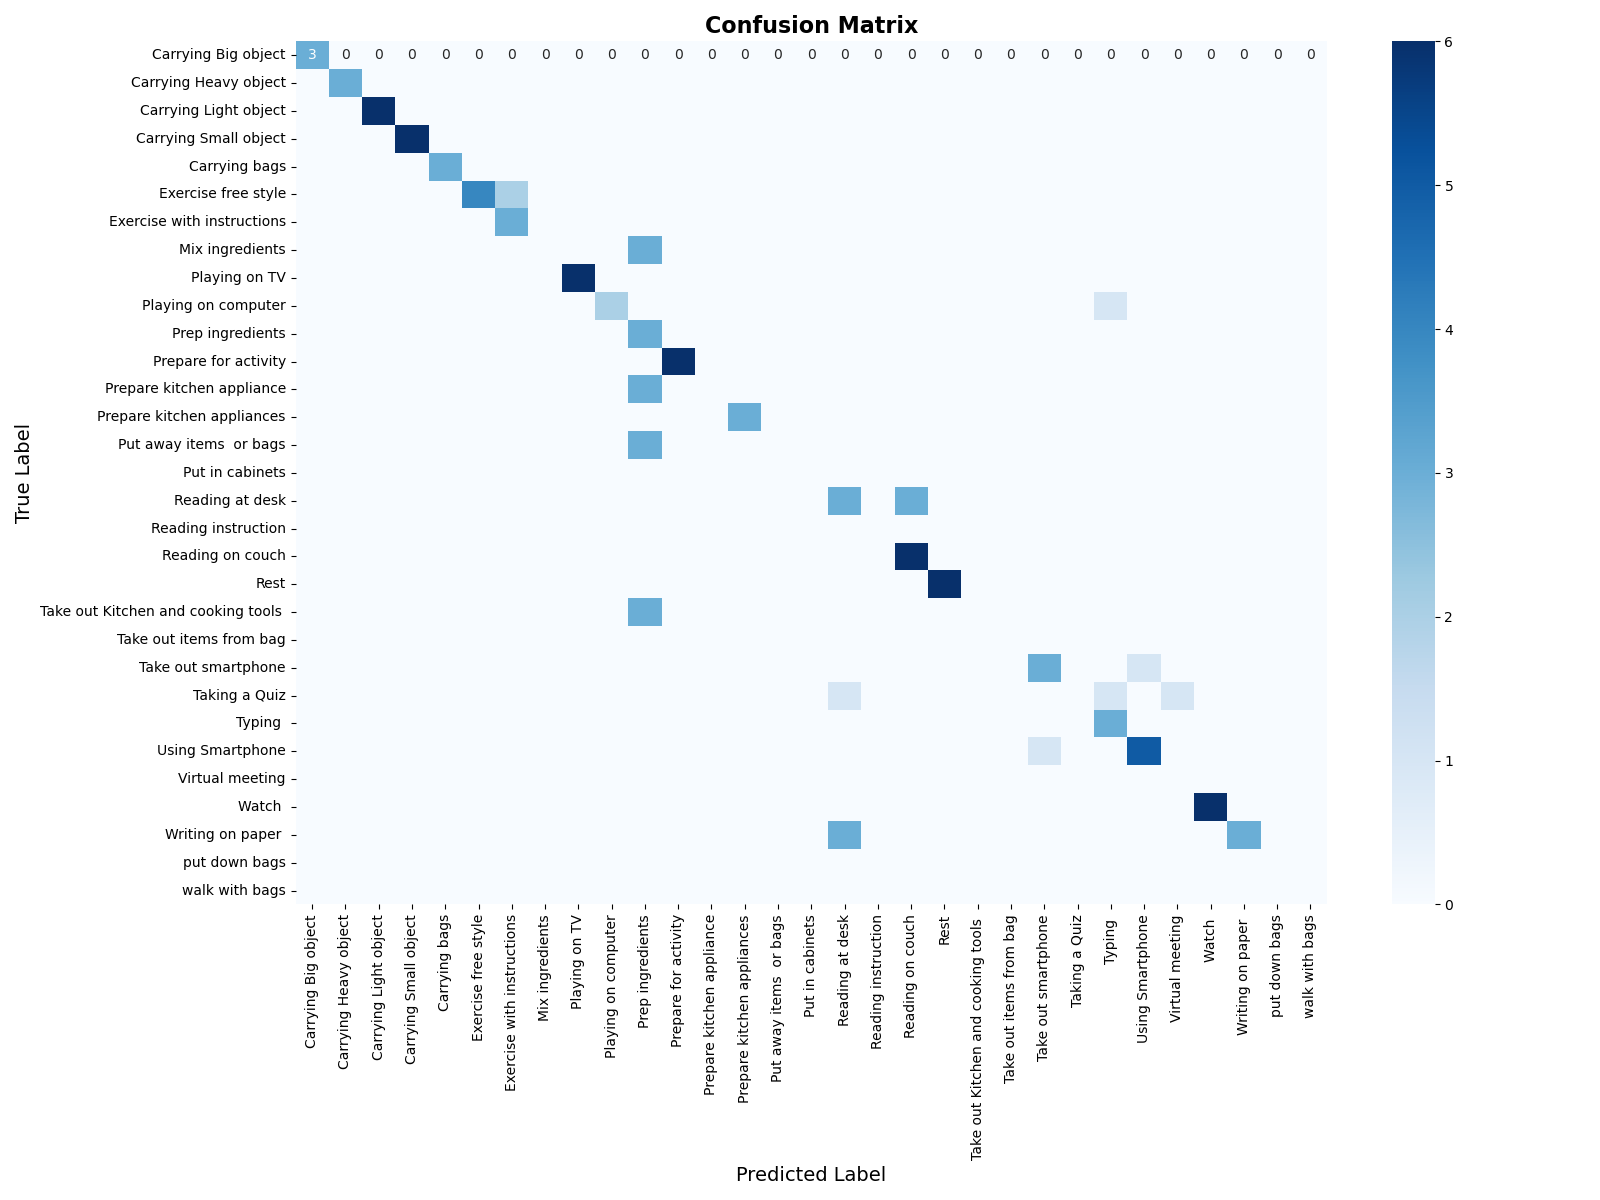 Confusion Matrix
Carrying Big object 3 0 0 0 0 0 0 0 0 0 0 0 0 0 0 0 0 0 0 0 0 0 0 0 0 0 0 0 0 0 0 6
Carrying Heavy object
Carrying Light object
Carrying Small object
Carrying bags 5
Exercise free style
Exercise with instructions
Mix ingredients
Playing on TV
Playing on computer 4
Prep ingredients
Prepare for activity
Prepare kitchen appliance
Prepare kitchen appliances
Put away items  or bags
Put in cabinets 3
Reading at desk
Reading instruction
Reading on couch
Rest
Take out Kitchen and cooking tools 2
Take out items from bag
Take out smartphone
Taking a Quiz
Typing
Using Smartphone 1
Virtual meeting
Watch
Writing on paper
put down bags
walk with bags 0
True Label
Carrying Big object
Carrying Heavy object
Carrying Light object
Carrying Small object
Carrying bags
Exercise free style
Exercise with instructions
Mix ingredients
Playing on TV
Playing on computer
Prep ingredients
Prepare for activity
Prepare kitchen appliance
Prepare kitchen appliances
Put away items  or bags
Put in cabinets
Reading at desk
Reading instruction
Reading on couch
Rest
Take out Kitchen and cooking tools
Take out items from bag
Take out smartphone
Taking a Quiz
Typing
Using Smartphone
Virtual meeting
Watch
Writing on paper
put down bags
walk with bags
Predicted Label